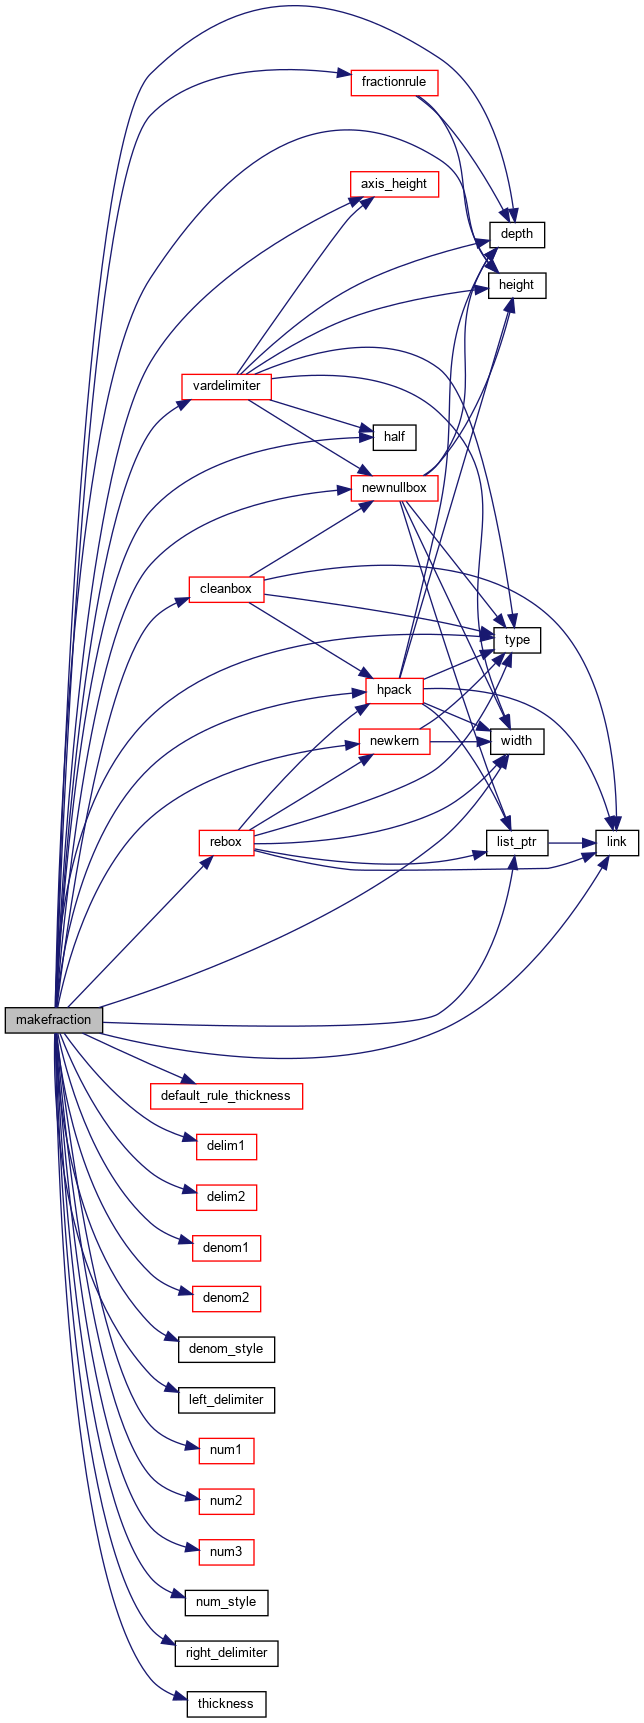 fractionrule
axis_height
depth
height
vardelimiter
half
newnullbox
cleanbox
type
hpack
newkern
width
rebox
list_ptr
link
makefraction
default_rule_thickness
delim1
delim2
denom1
denom2
denom_style
left_delimiter
num1
num2
num3
num_style
right_delimiter
thickness